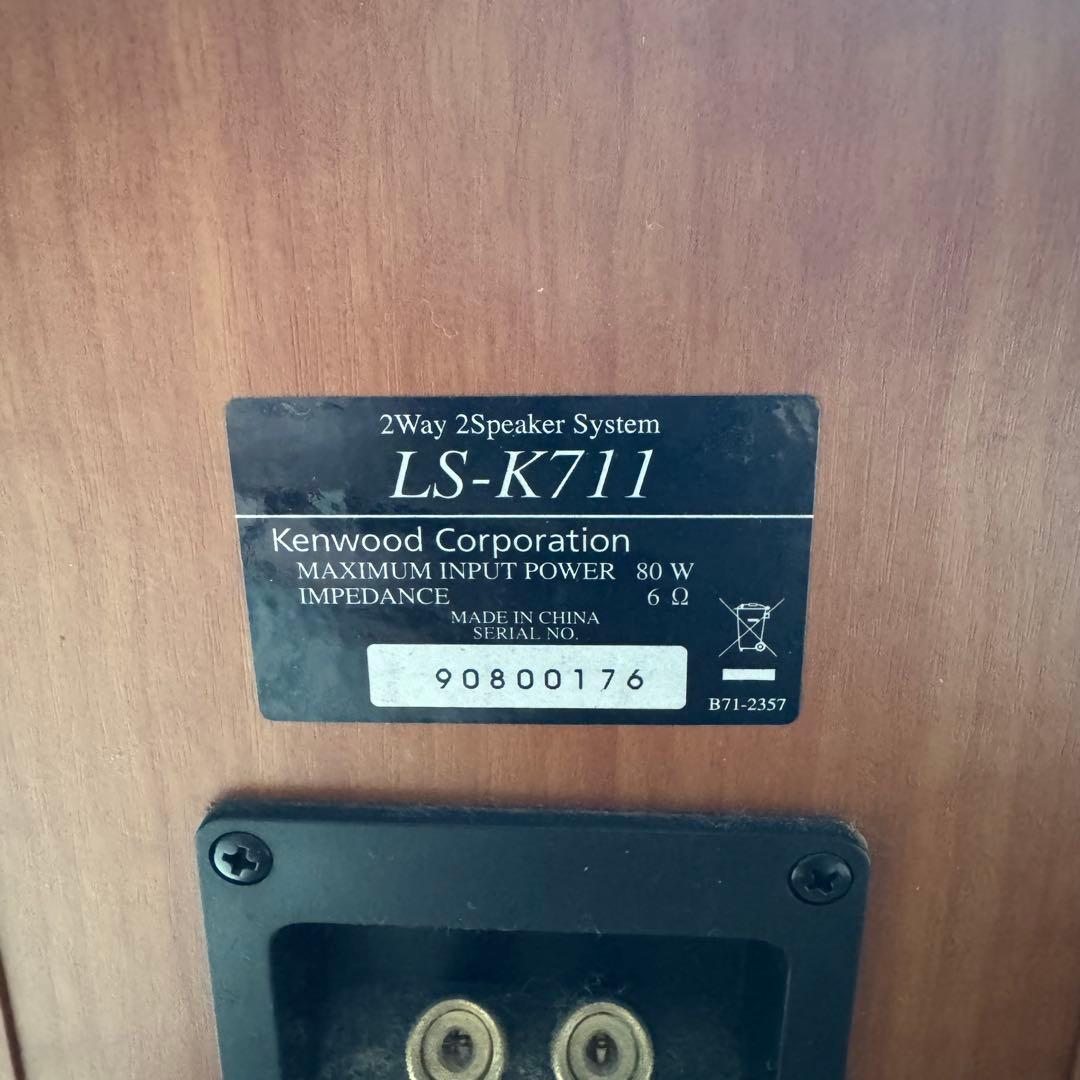 2Way 2Speaker System
LS-K711
Kenwood Corporation
MAXIMUM INPUT POWER 80 W
IMPEDANCE 6 Ω
MADE IN CHINA
SERIAL NO.
90800176
B71-2357